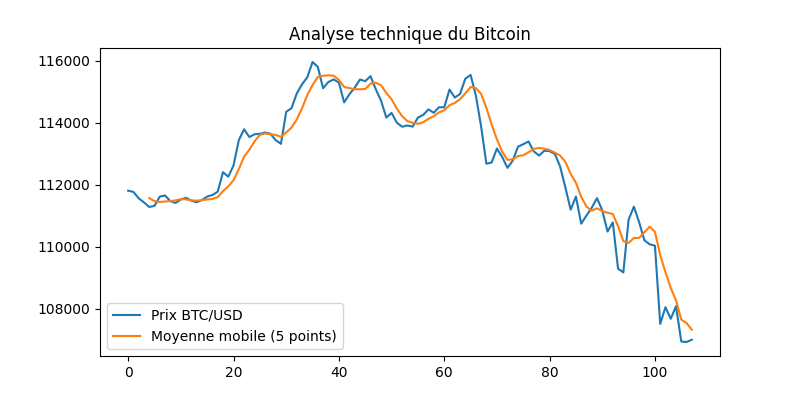 Analyse technique du Bitcoin
116000
114000
112000
110000
108000
Prix BTC/USD
Moyenne mobile (5 points)
0 20 40 60 80 100